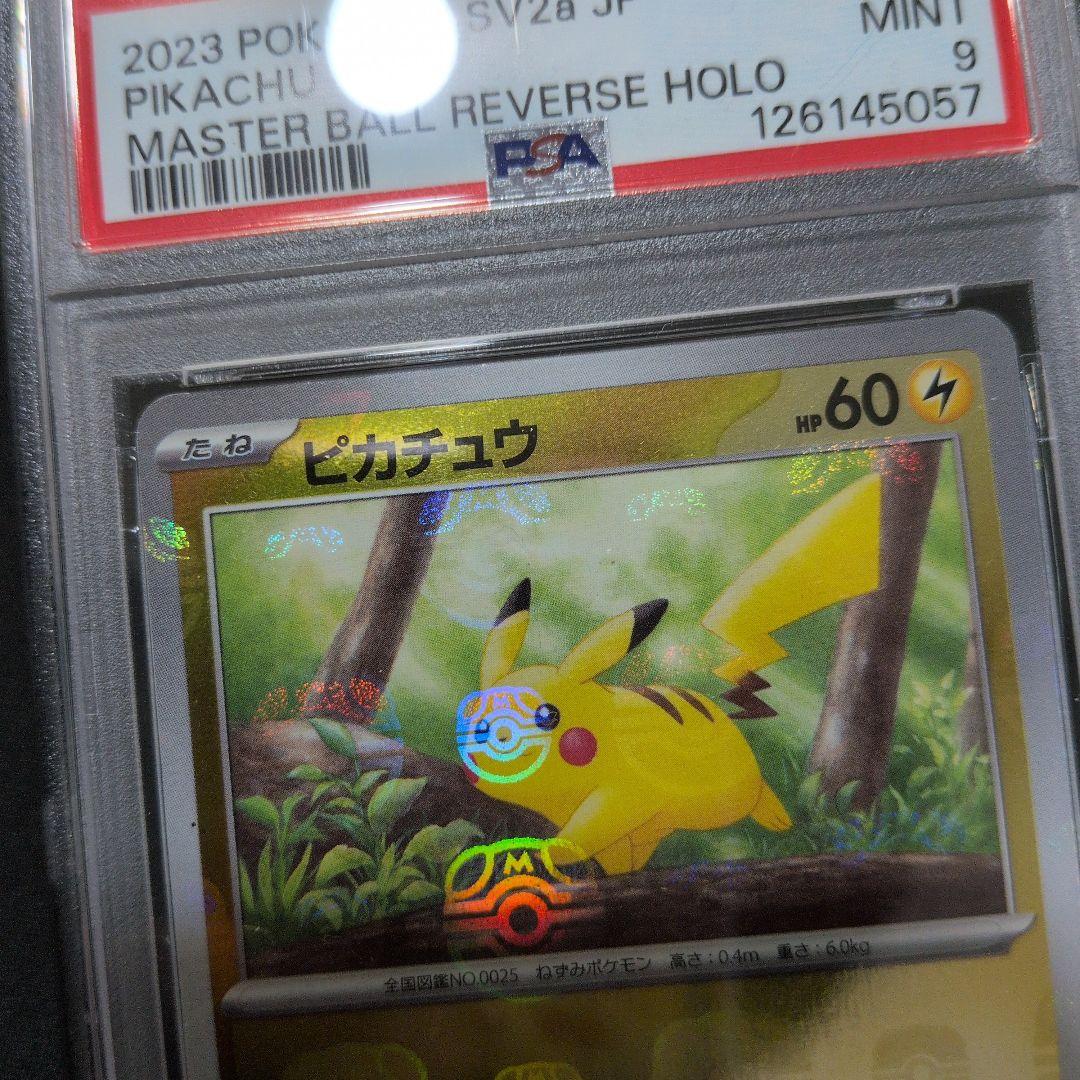 2023 POK SV2a JP
MINT
PIKACHU
9
MASTER BALL REVERSE HOLO
126145057
PSA
たね
ピカチュウ
HP 60
M
M
全国図鑑NO.0025 ねずみポケモン 高さ:0.4m 重さ:6.0kg